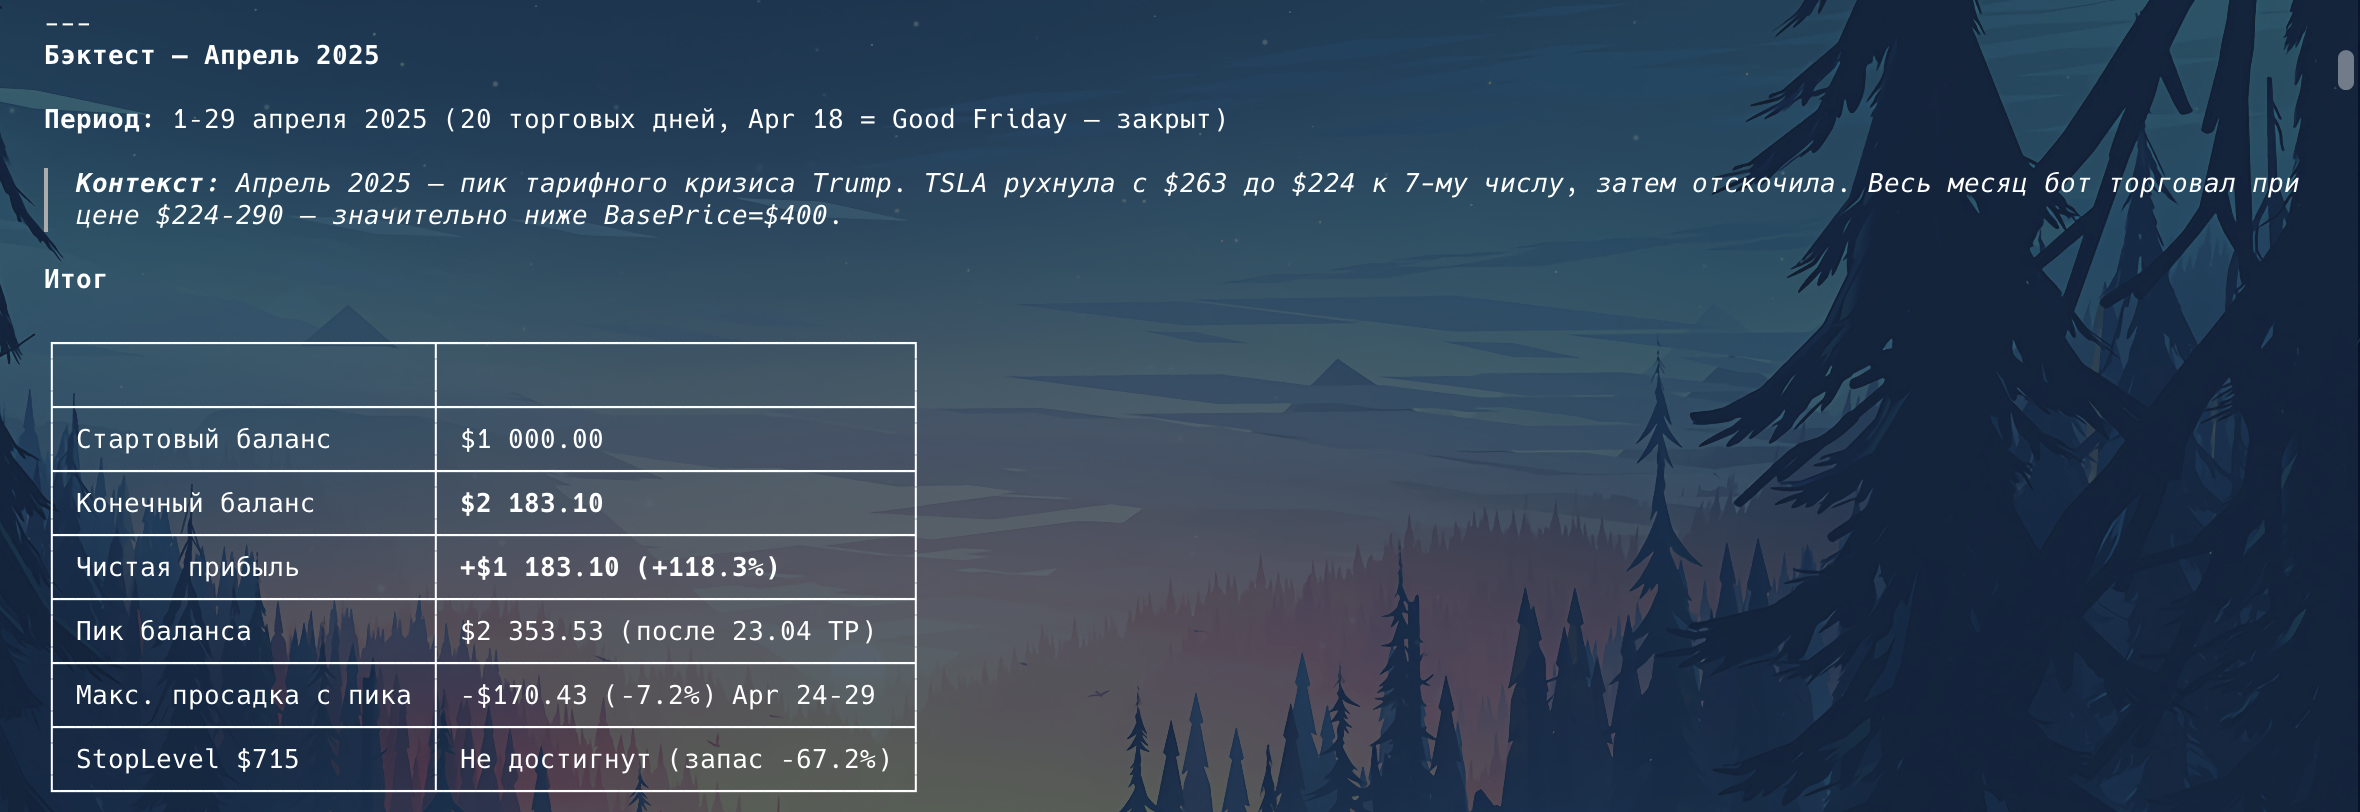 ---
Бэктест — Апрель 2025
Период: 1-29 апреля 2025 (20 торговых дней, Apr 18 = Good Friday — закрыт)
Контекст: Апрель 2025 — пик тарифного кризиса Trump. TSLA рухнула с $263 до $224 к 7-му числу, затем отскочила. Весь месяц бот торговал при
цене $224-290 — значительно ниже BasePrice=$400.
Итог
Стартовый баланс $1 000.00
Конечный баланс $2 183.10
Чистая прибыль +$1 183.10 (+118.3%)
Пик баланса $2 353.53 (после 23.04 TP)
Макс. просадка с пика -$170.43 (-7.2%) Apr 24-29
StopLevel $715 Не достигнут (запас -67.2%)